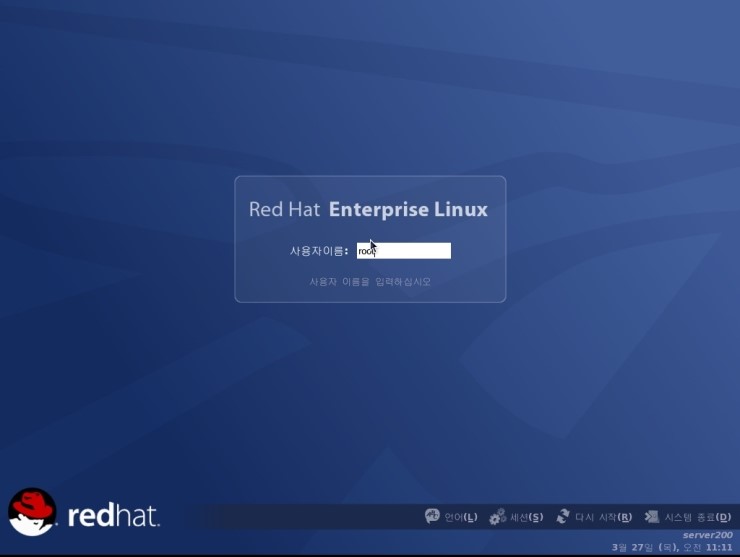 Red Hat Enterprise Linux
사용자이름: root
사용자 이름을 입력하십시오
redhat.
언어(L) 세션(S) 다시 시작(R) 시스템 종료(D)
server200
3월 27일 (목), 오전 11:11